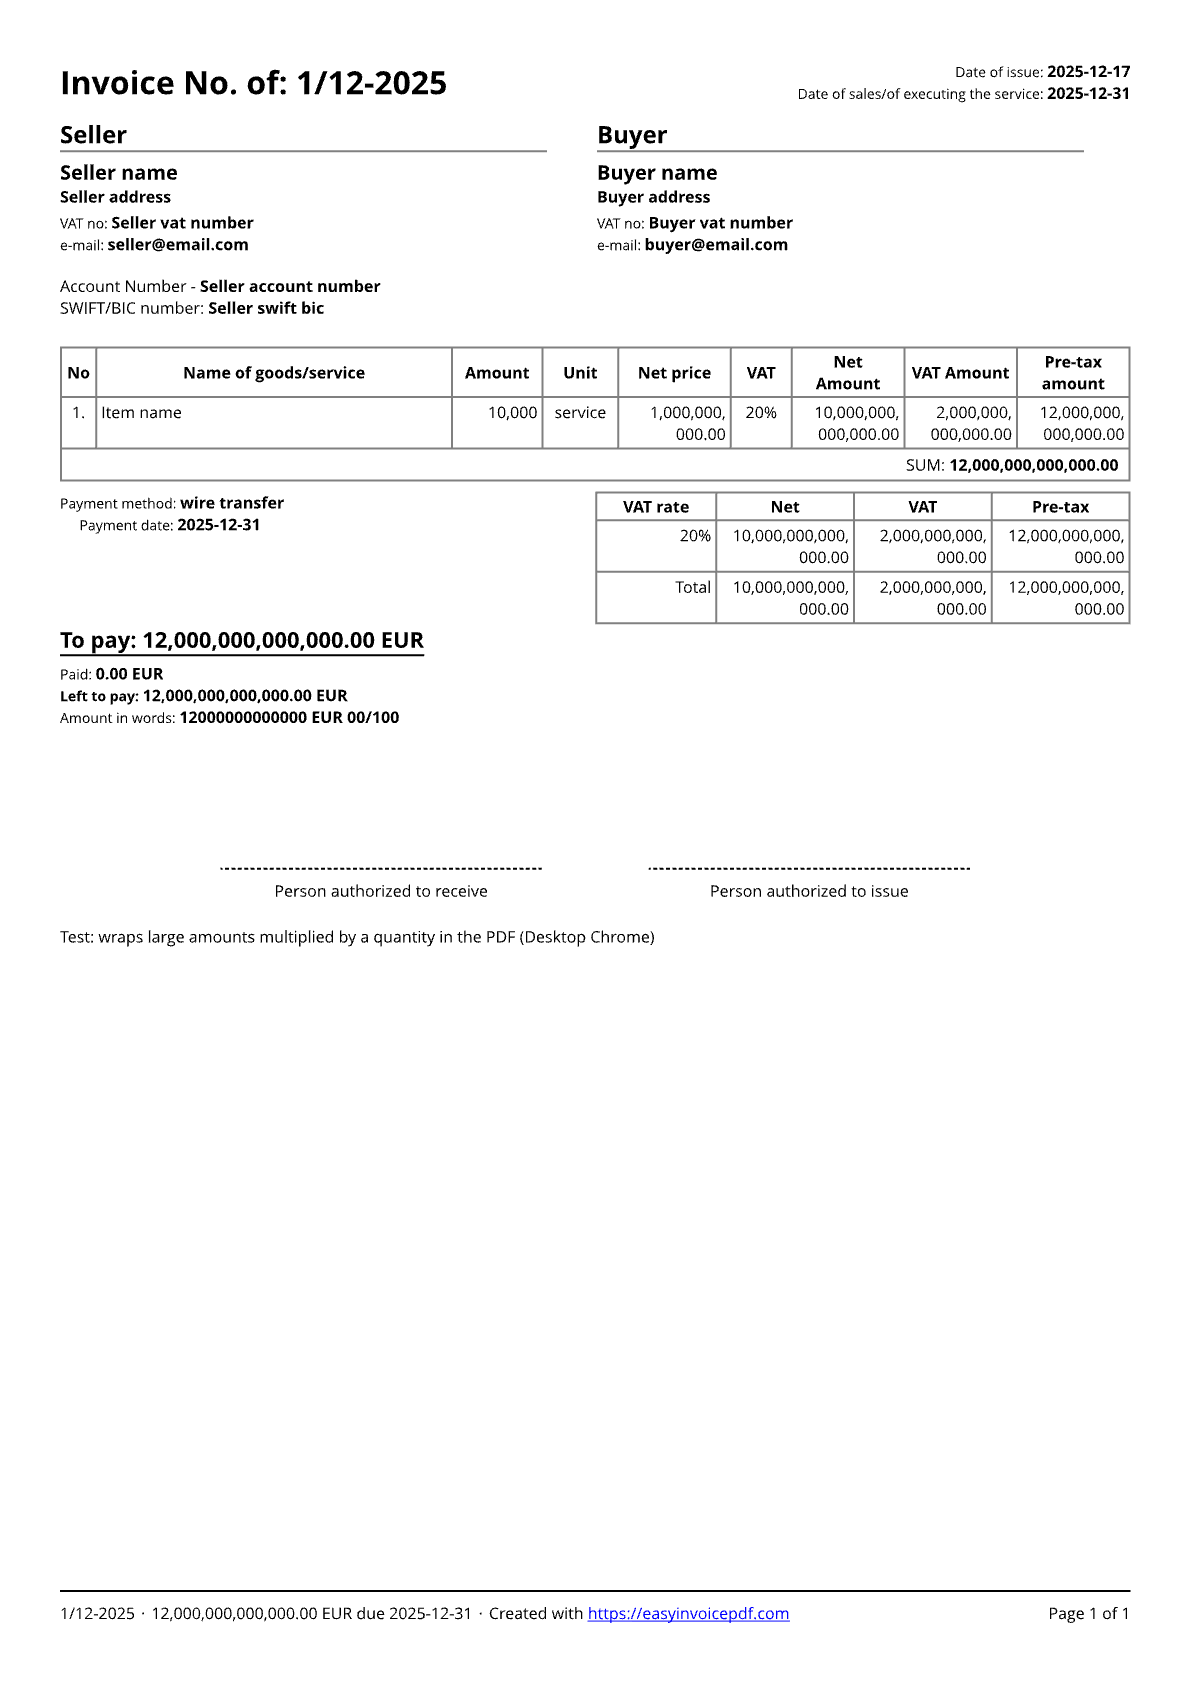 Invoice No. of: 1/12-2025
Date of issue: 2025-12-17
Date of sales/of executing the service: 2025-12-31
Seller
Seller name
Seller address
VAT no: Seller vat number
e-mail: seller@email.com
Account Number - Seller account number
SWIFT/BIC number: Seller swift bic
Buyer
Buyer name
Buyer address
VAT no: Buyer vat number
e-mail: buyer@email.com
No Name of goods/service Amount Unit Net price VAT Net Amount VAT Amount Pre-tax amount
1. Item name 10,000 service 1,000,000,000.00 20% 10,000,000,000,000.00 2,000,000,000,000.00 12,000,000,000,000.00
SUM: 12,000,000,000,000.00
Payment method: wire transfer
Payment date: 2025-12-31
VAT rate Net VAT Pre-tax
20% 10,000,000,000,000.00 2,000,000,000,000.00 12,000,000,000,000.00
Total 10,000,000,000,000.00 2,000,000,000,000.00 12,000,000,000,000.00
To pay: 12,000,000,000,000.00 EUR
Paid: 0.00 EUR
Left to pay: 12,000,000,000,000.00 EUR
Amount in words: 12000000000000 EUR 00/100
Person authorized to receive
Person authorized to issue
Test: wraps large amounts multiplied by a quantity in the PDF (Desktop Chrome)
1/12-2025 · 12,000,000,000,000.00 EUR due 2025-12-31 · Created with https://easyinvoicepdf.com
Page 1 of 1